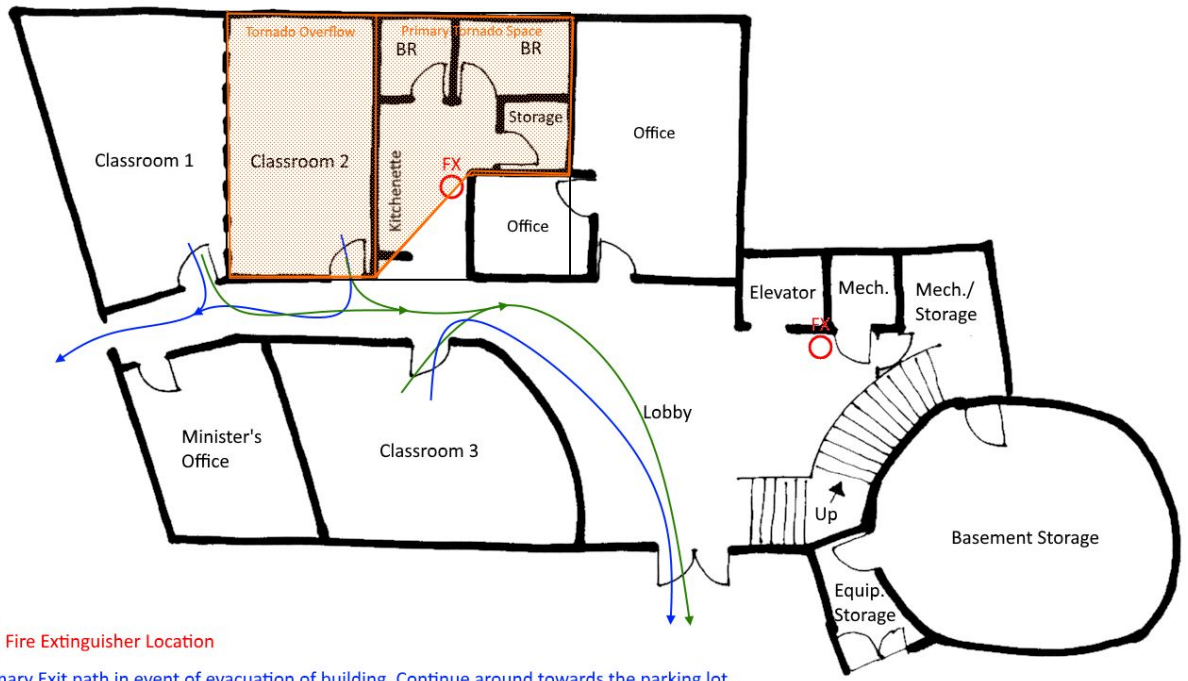 Tornado Overflow
Primary Tornado Space
BR
BR
Storage
Office
Classroom 1
Classroom 2
FX
Kitchenette
Office
Elevator
Mech.
Mech./
Storage
FX
Lobby
Minister's
Office
Classroom 3
Up
Basement Storage
Equip.
Storage
Fire Extinguisher Location
Exit path in event of evacuation of building. Continue around towards the parking lot